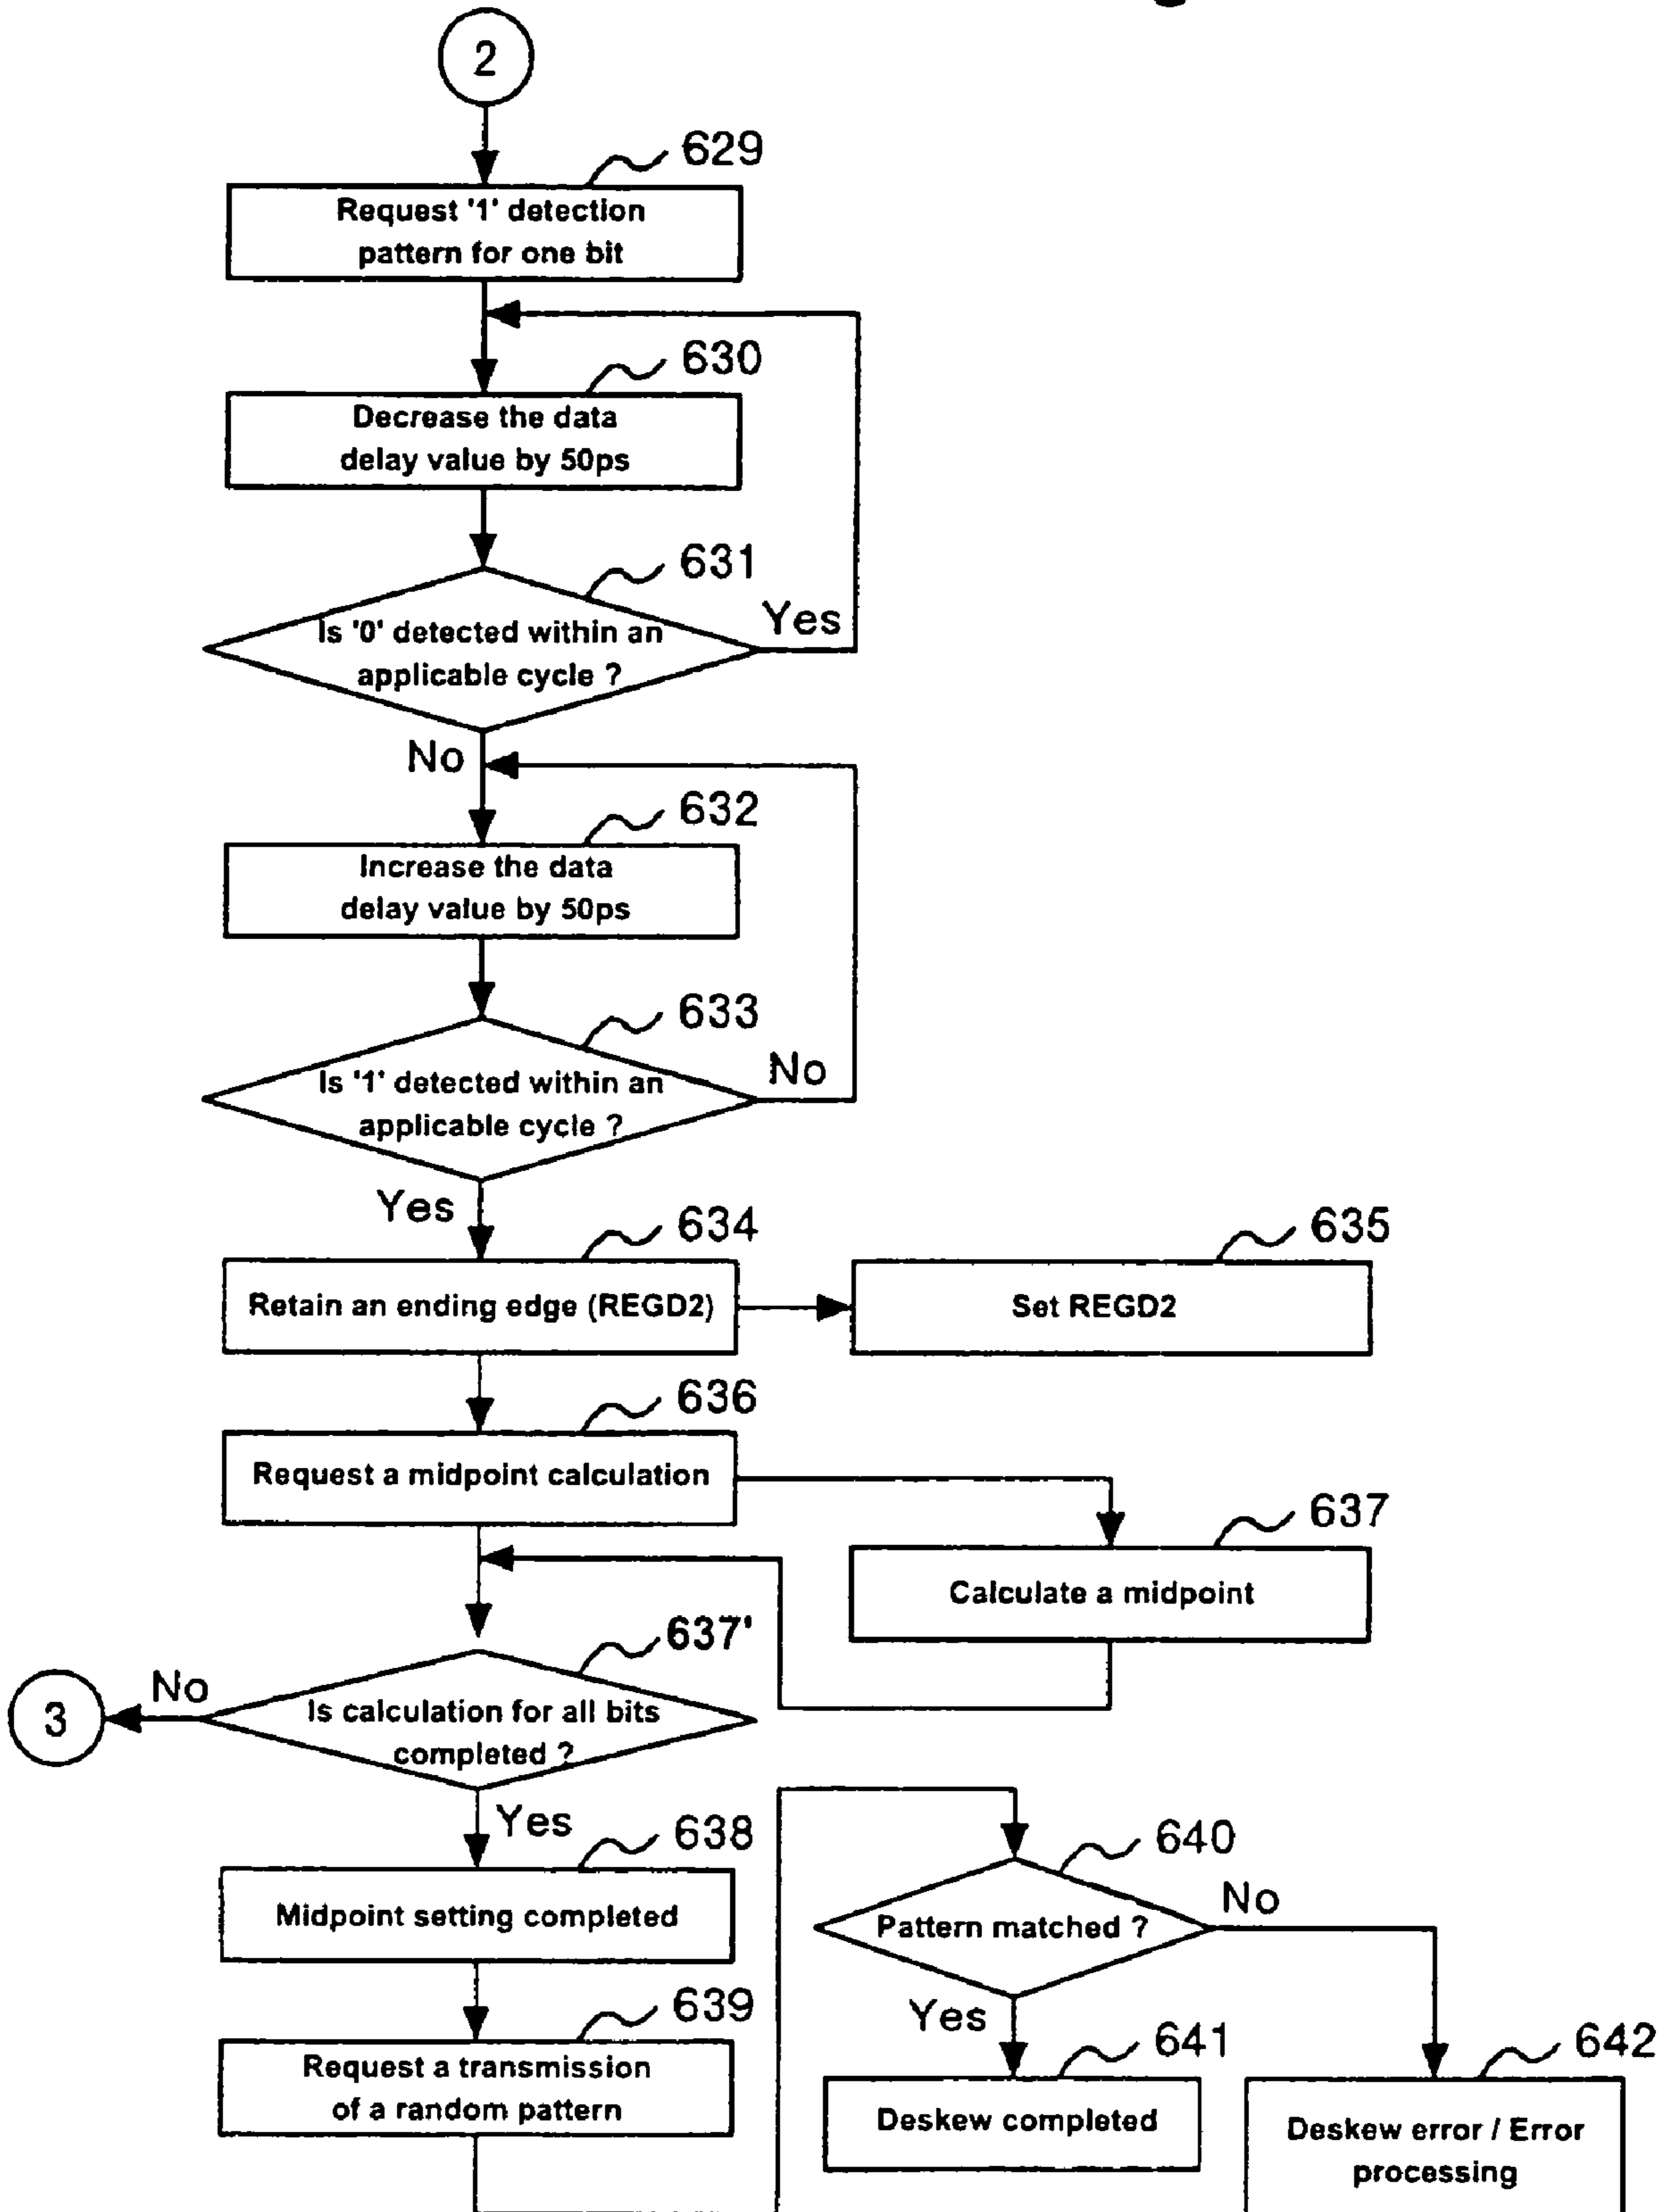 2
629
Request '1' detection
pattern for one bit
630
Decrease the data
delay value by 50ps
631
Is '0' detected within an
applicable cycle ?
Yes
No
632
Increase the data
delay value by 50ps
633
Is '1' detected within an
applicable cycle ?
No
Yes
634
Retain an ending edge (REGD2)
635
Set REGD2
636
Request a midpoint calculation
637
Calculate a midpoint
637'
Is calculation for all bits
completed ?
No
3
Yes
638
Midpoint setting completed
639
Request a transmission
of a random pattern
640
Pattern matched ?
No
Yes
641
Deskew completed
642
Deskew error / Error
processing